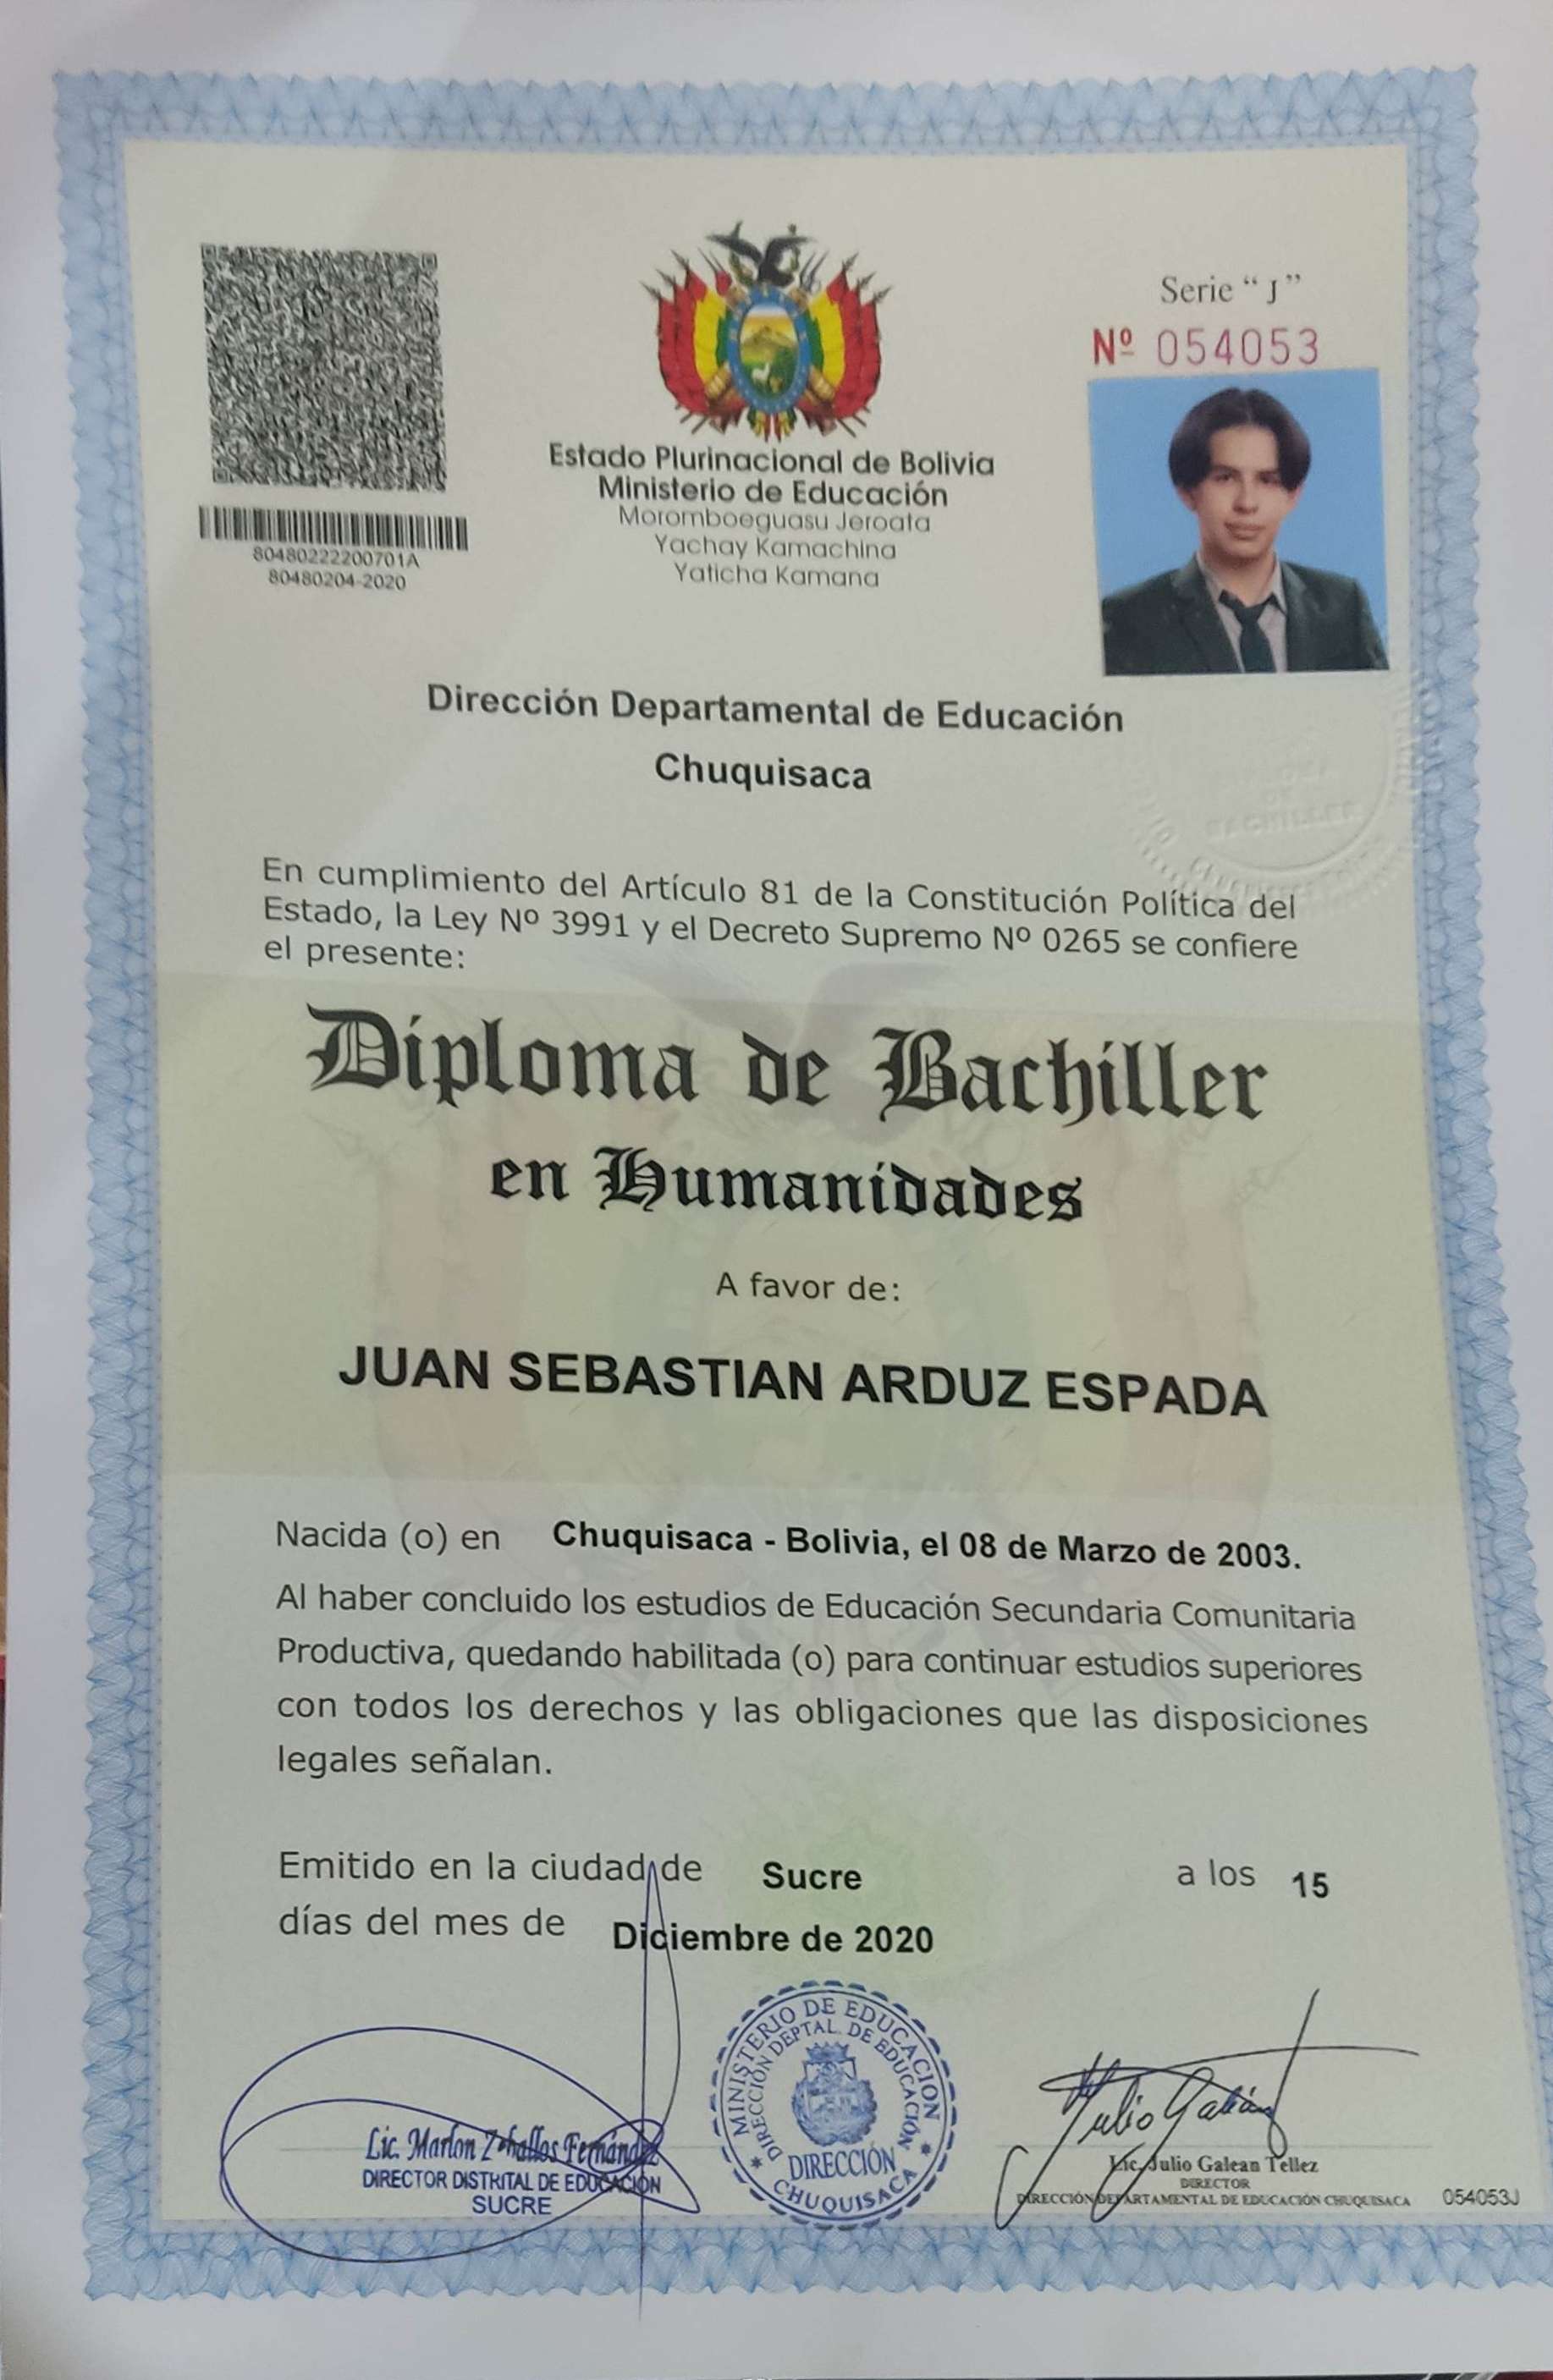 Serie “ J ”
Nº 054053
Estado Plurinacional de Bolivia
Ministerio de Educación
Moromboeguasu Jeroata
Yachay Kamachina
Yaticha Kamana
80480222200701A
80480204-2020
Dirección Departamental de Educación
Chuquisaca
BACHILLER
En cumplimiento del Artículo 81 de la Constitución Política del
Estado, la Ley Nº 3991 y el Decreto Supremo Nº 0265 se confiere
el presente:
Diploma de Bachiller
en Humanidades
A favor de:
JUAN SEBASTIAN ARDUZ ESPADA
Nacida (o) en Chuquisaca - Bolivia, el 08 de Marzo de 2003.
Al haber concluido los estudios de Educación Secundaria Comunitaria
Productiva, quedando habilitada (o) para continuar estudios superiores
con todos los derechos y las obligaciones que las disposiciones
legales señalan.
Emitido en la ciudad de Sucre a los 15
días del mes de Diciembre de 2020
MINISTERIO DE EDUCACION
DIRECCIÓN DEPTAL. DE EDUCACIÓN
DIRECCIÓN
CHUQUISACA
Lic. Marlon Zeballos Fernández
DIRECTOR DISTRITAL DE EDUCACIÓN
SUCRE
Julio Galeán
Lic. Julio Galean Tellez
DIRECTOR
DIRECCIÓN DEPARTAMENTAL DE EDUCACIÓN CHUQUISACA
054053J